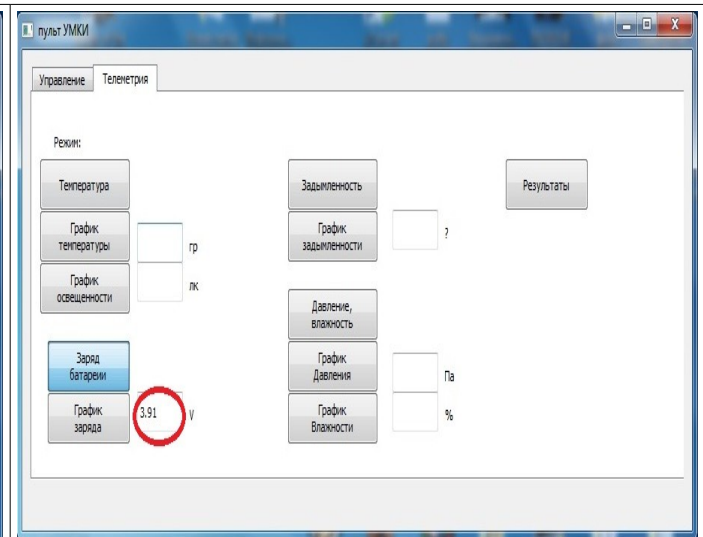 пульт УМКИ
Управление
Телеметрия
Режим:
Температура
График
температуры
гр
График
освещенности
лк
Заряд
батареии
График
заряда
3.91
V
Задымленность
График
задымленности
?
Давление,
влажность
График
Давления
Па
График
Влажности
%
Результаты